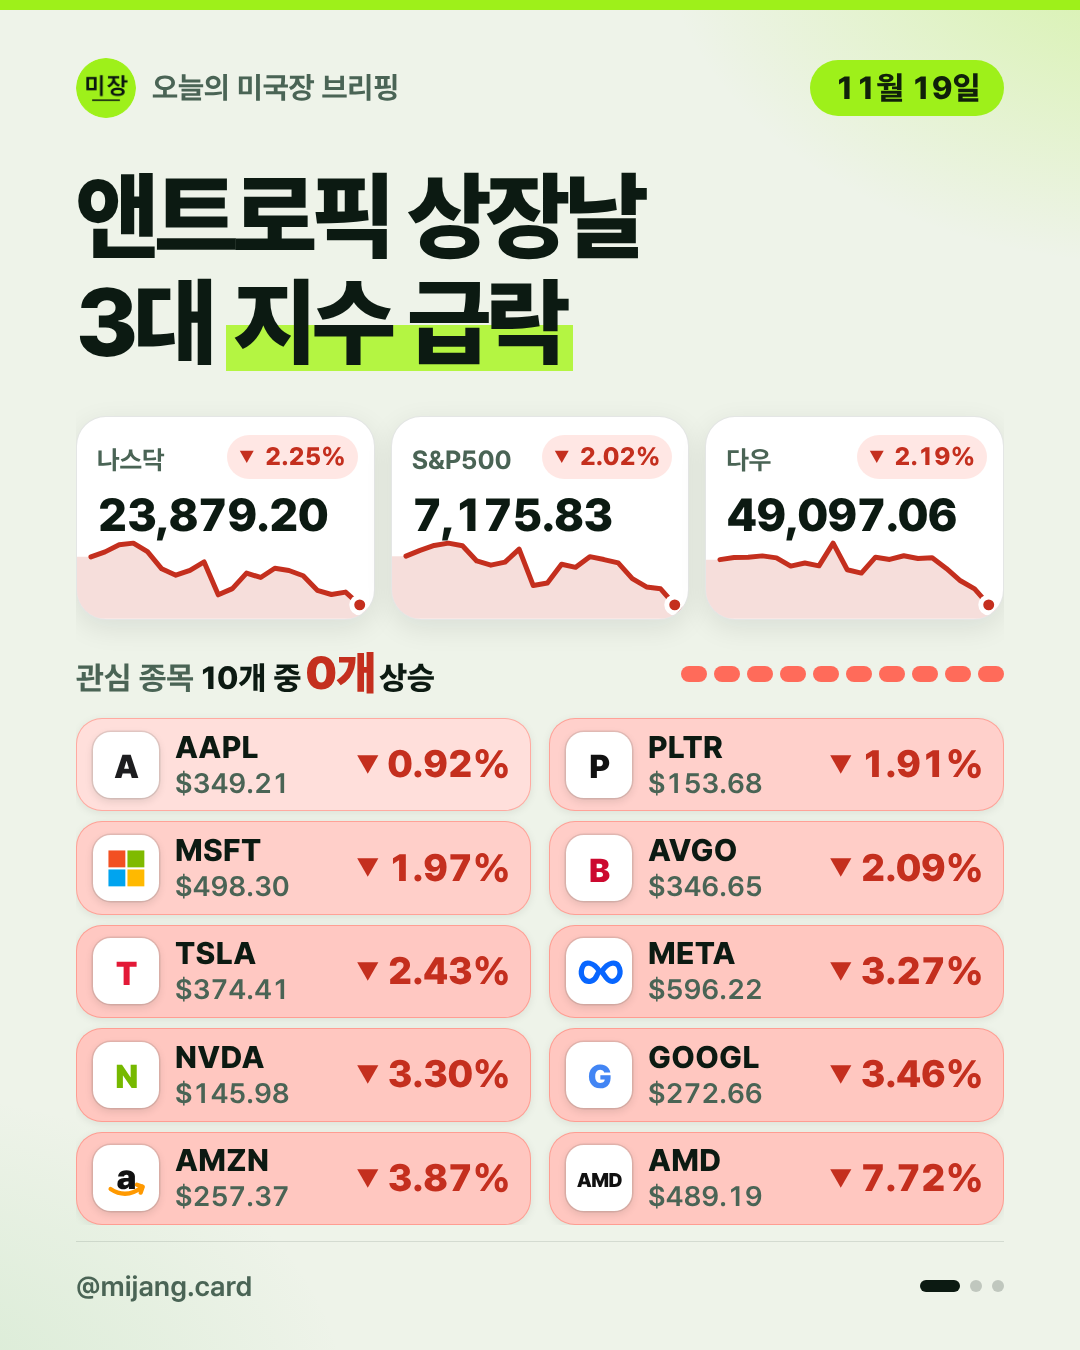 미장
오늘의 미국장 브리핑
11월 19일
앤트로픽 상장날
3대 지수 급락
나스닥
▼ 2.25%
23,879.20
S&P500
▼ 2.02%
7,175.83
다우
▼ 2.19%
49,097.06
관심 종목 10개 중 0개 상승
A
AAPL
$349.21
▼ 0.92%
P
PLTR
$153.68
▼ 1.91%
MSFT
$498.30
▼ 1.97%
B
AVGO
$346.65
▼ 2.09%
T
TSLA
$374.41
▼ 2.43%
META
$596.22
▼ 3.27%
N
NVDA
$145.98
▼ 3.30%
G
GOOGL
$272.66
▼ 3.46%
a
AMZN
$257.37
▼ 3.87%
AMD
AMD
$489.19
▼ 7.72%
@mijang.card